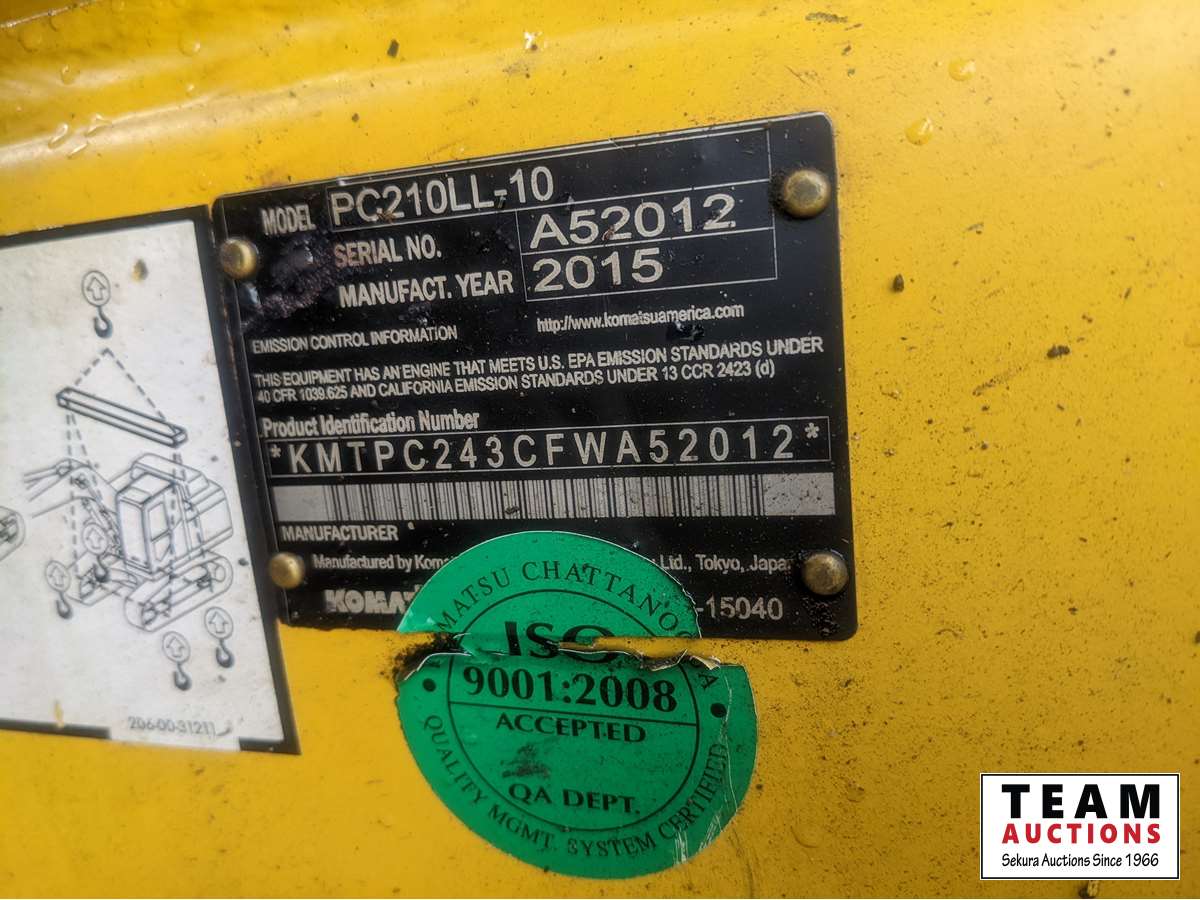 MODEL PC210LL-10
SERIAL NO. A52012
MANUFACT. YEAR 2015
http://www.komatsuamerica.com
EMISSION CONTROL INFORMATION
THIS EQUIPMENT HAS AN ENGINE THAT MEETS U.S. EPA EMISSION STANDARDS UNDER
40 CFR 1039.625 AND CALIFORNIA EMISSION STANDARDS UNDER 13 CCR 2423 (d)
Product Identification Number
*KMTPC243CFWA52012*
MANUFACTURER
Manufactured by Ltd., Tokyo, Japan
-15040
CHATTANOOGA
ISO
9001:2008
ACCEPTED
QA DEPT.
QUALITY MGMT. SYSTEM CERTIFIED
206-00-31211
TEAM
AUCTIONS
Sekura Auctions Since 1966